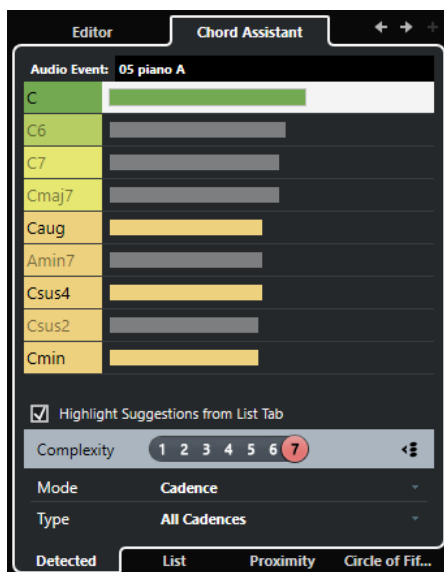 Editor Chord Assistant
Audio Event: 05 piano A
C
C6
C7
Cmaj7
Caug
Amin7
Csus4
Csus2
Cmin
Highlight Suggestions from List Tab
Complexity 1 2 3 4 5 6 7
Mode Cadence
Type All Cadences
Detected List Proximity Circle of Fif...